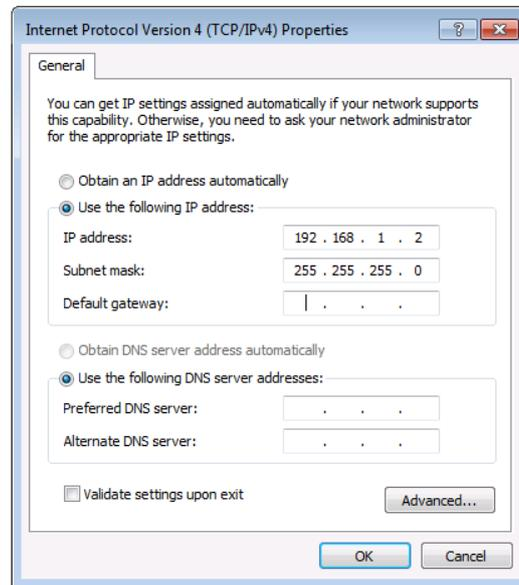 Internet Protocol Version 4 (TCP/IPv4) Properties
General
You can get IP settings assigned automatically if your network supports
this capability. Otherwise, you need to ask your network administrator
for the appropriate IP settings.
Obtain an IP address automatically
Use the following IP address:
IP address: 192 . 168 . 1 . 2
Subnet mask: 255 . 255 . 255 . 0
Default gateway: . . .
Obtain DNS server address automatically
Use the following DNS server addresses:
Preferred DNS server: . . .
Alternate DNS server: . . .
Validate settings upon exit
Advanced...
OK Cancel